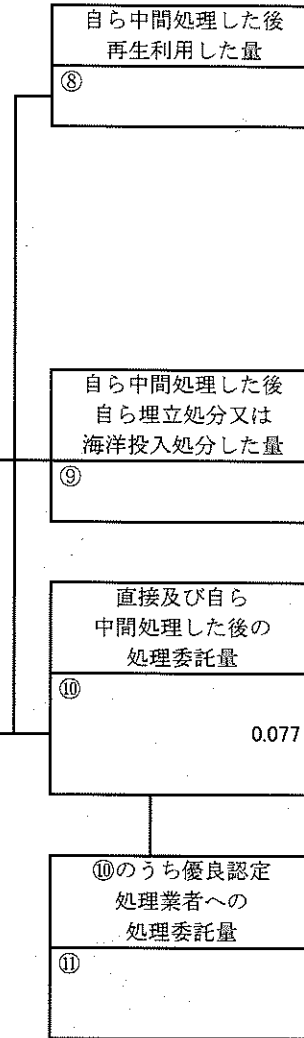 自ら中間処理した後
再生利用した量
⑧
自ら中間処理した後
自ら埋立処分又は
海洋投入処分した量
⑨
直接及び自ら
中間処理した後の
処理委託量
⑩
0.077
⑩のうち優良認定
処理業者への
処理委託量
⑪